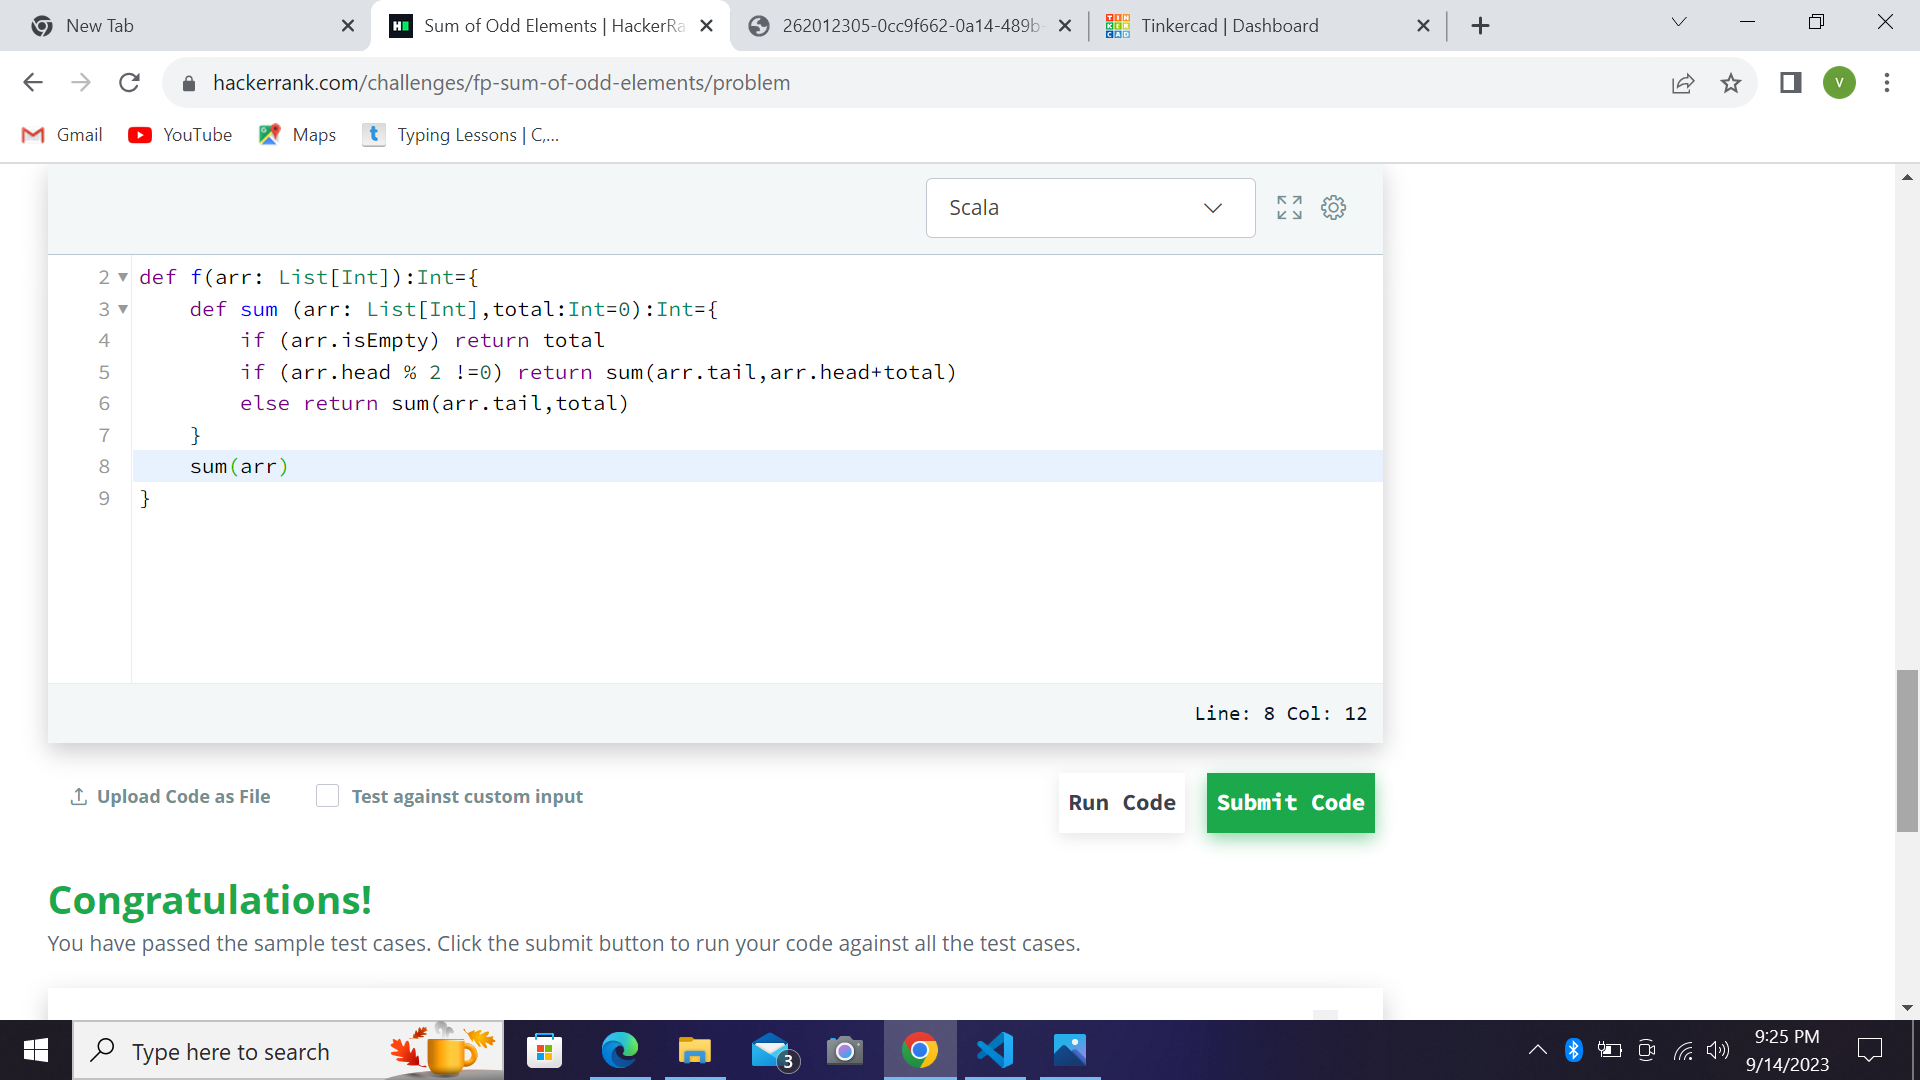 New Tab
Sum of Odd Elements | HackerRa
262012305-0cc9f662-0a14-489b-
Tinkercad | Dashboard
hackerrank.com/challenges/fp-sum-of-odd-elements/problem
V
Gmail
YouTube
Maps
Typing Lessons | C,...
Scala
2 def f(arr: List[Int]):Int={
3     def sum (arr: List[Int],total:Int=0):Int={
4         if (arr.isEmpty) return total
5         if (arr.head % 2 !=0) return sum(arr.tail,arr.head+total)
6         else return sum(arr.tail,total)
7     }
8     sum(arr)
9 }
Line: 8 Col: 12
Upload Code as File
Test against custom input
Run Code
Submit Code
Congratulations!
You have passed the sample test cases. Click the submit button to run your code against all the test cases.
Type here to search
3
9:25 PM
9/14/2023